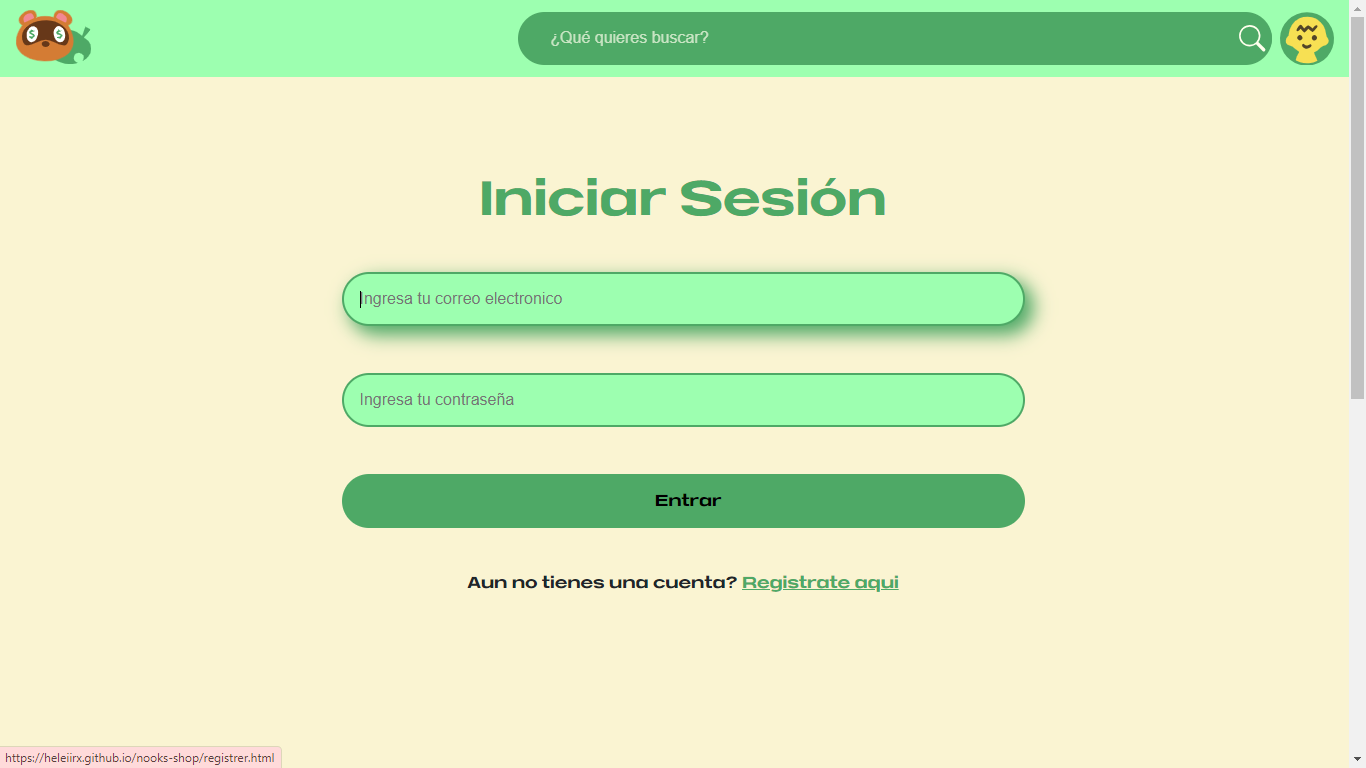 ¿Qué quieres buscar?
Iniciar Sesión
Ingresa tu correo electronico
Ingresa tu contraseña
Entrar
Aun no tienes una cuenta? Registrate aqui
https://heleiirx.github.io/nooks-shop/registrer.html